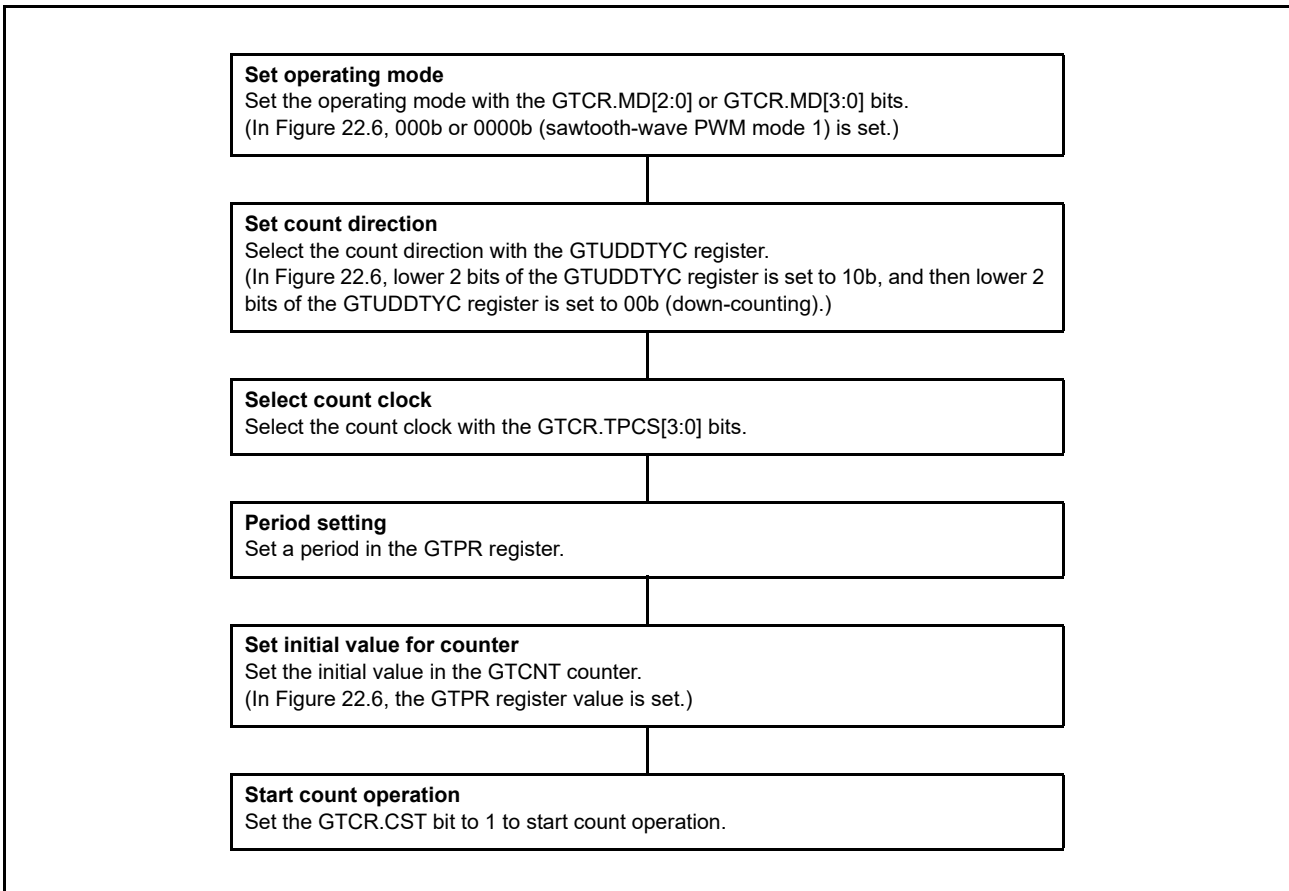 Set operating mode
Set the operating mode with the GTCR.MD[2:0] or GTCR.MD[3:0] bits.
(In Figure 22.6, 000b or 0000b (sawtooth-wave PWM mode 1) is set.)
Set count direction
Select the count direction with the GTUDDTYC register.
(In Figure 22.6, lower 2 bits of the GTUDDTYC register is set to 10b, and then lower 2
bits of the GTUDDTYC register is set to 00b (down-counting).)
Select count clock
Select the count clock with the GTCR.TPCS[3:0] bits.
Period setting
Set a period in the GTPR register.
Set initial value for counter
Set the initial value in the GTCNT counter.
(In Figure 22.6, the GTPR register value is set.)
Start count operation
Set the GTCR.CST bit to 1 to start count operation.